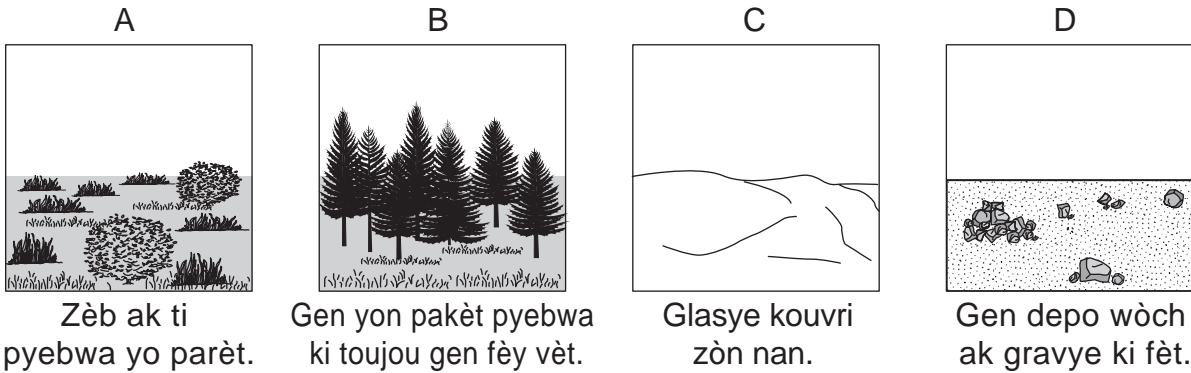 A
B
C
D
Zèb ak ti
pyebwa yo parèt.
Gen yon pakèt pyebwa
ki toujou gen fèy vèt.
Glasye kouvri
zòn nan.
Gen depo wòch
ak gravye ki fèt.